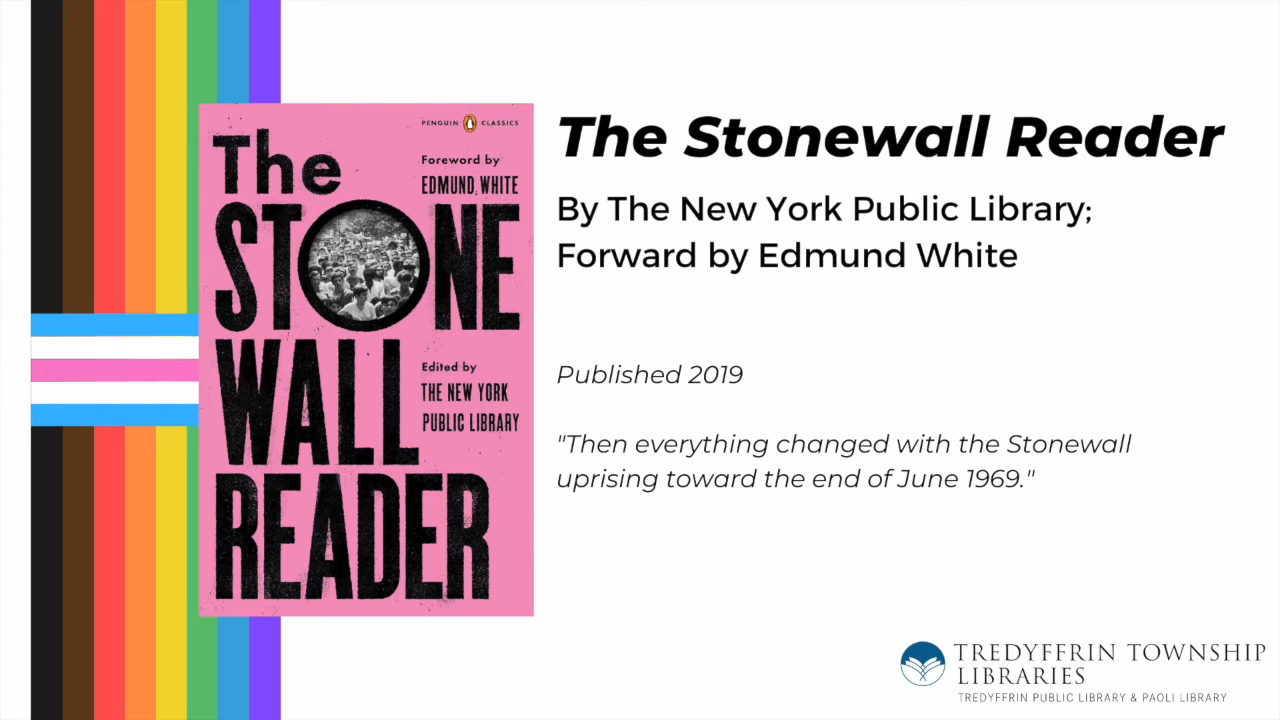 PENGUIN CLASSICS
The
Foreword by
EDMUND WHITE
STONE
WALL
Edited by
THE NEW YORK
PUBLIC LIBRARY
READER
The Stonewall Reader
By The New York Public Library;
Forward by Edmund White
Published 2019
"Then everything changed with the Stonewall
uprising toward the end of June 1969."
TREDYFFRIN TOWNSHIP
LIBRARIES
TREDYFFRIN PUBLIC LIBRARY & PAOLI LIBRARY